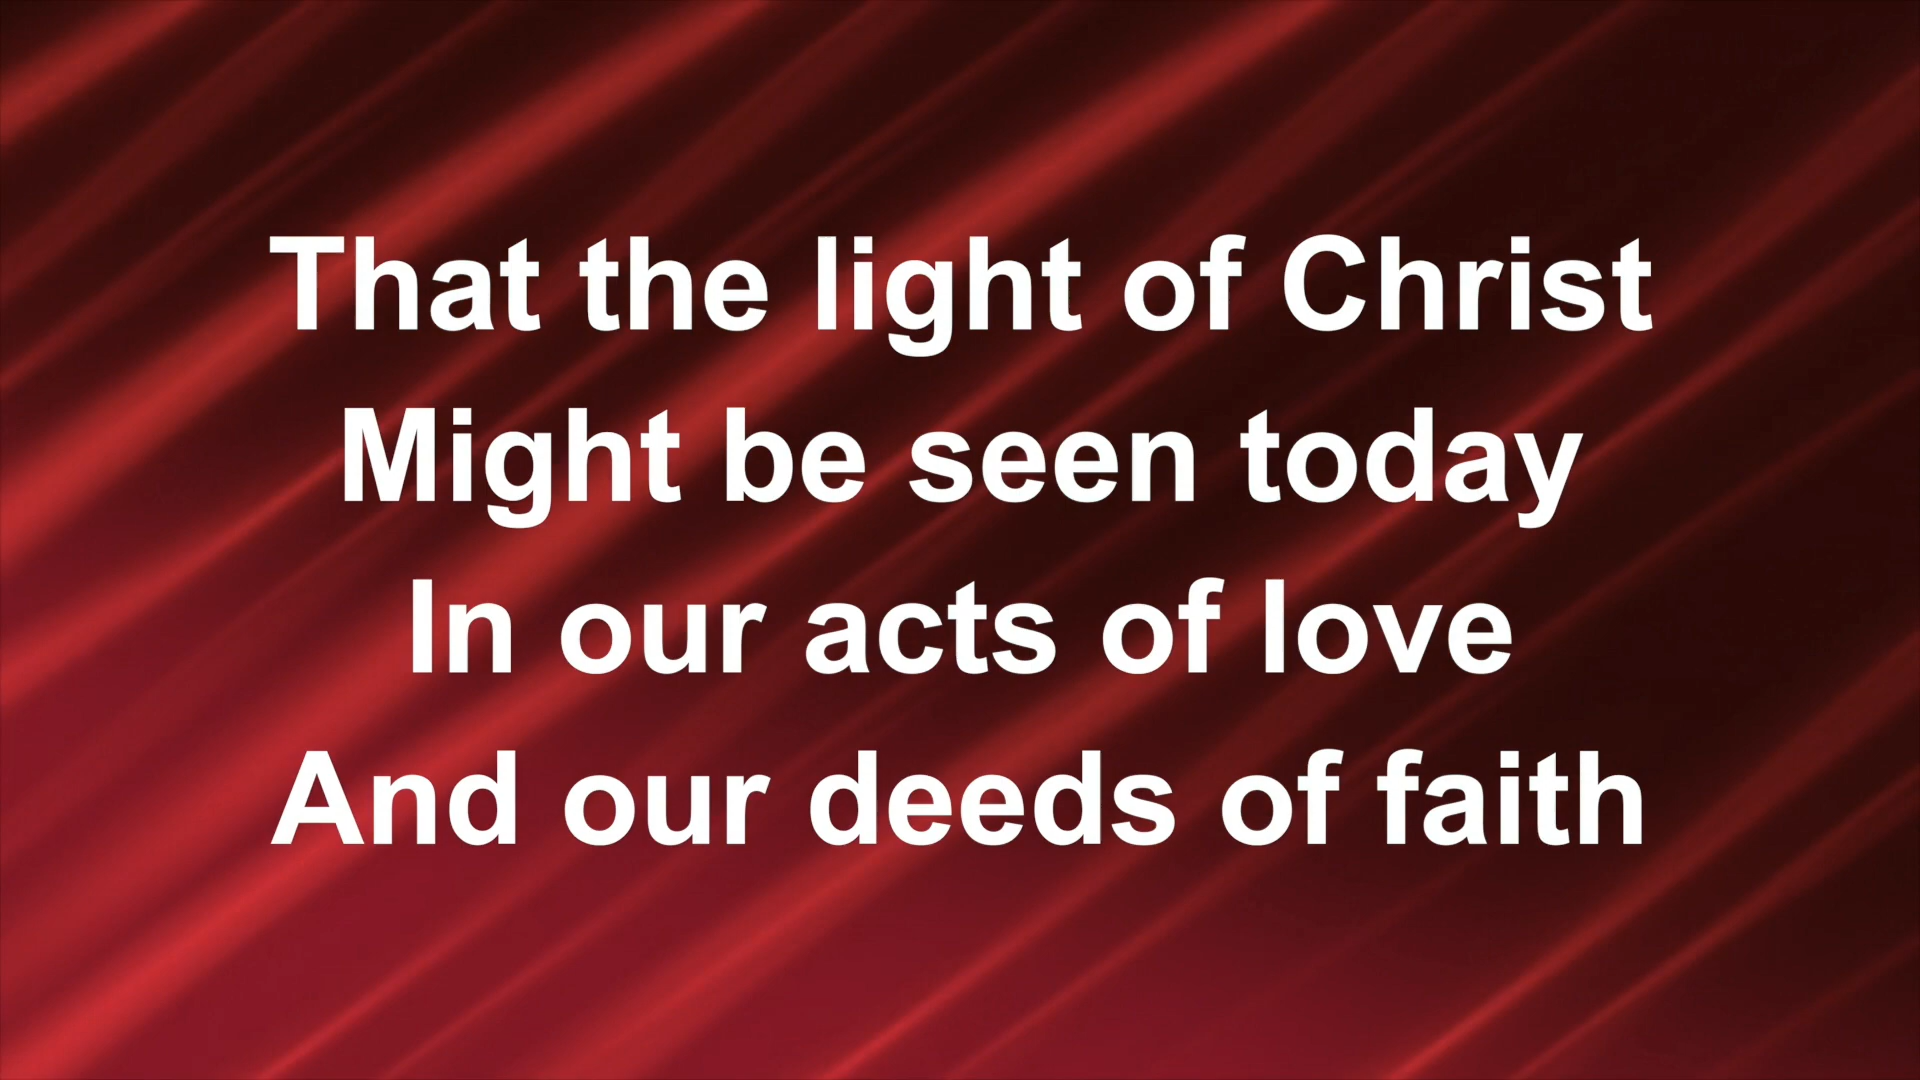 That the light of Christ
Might be seen today
In our acts of love
And our deeds of faith